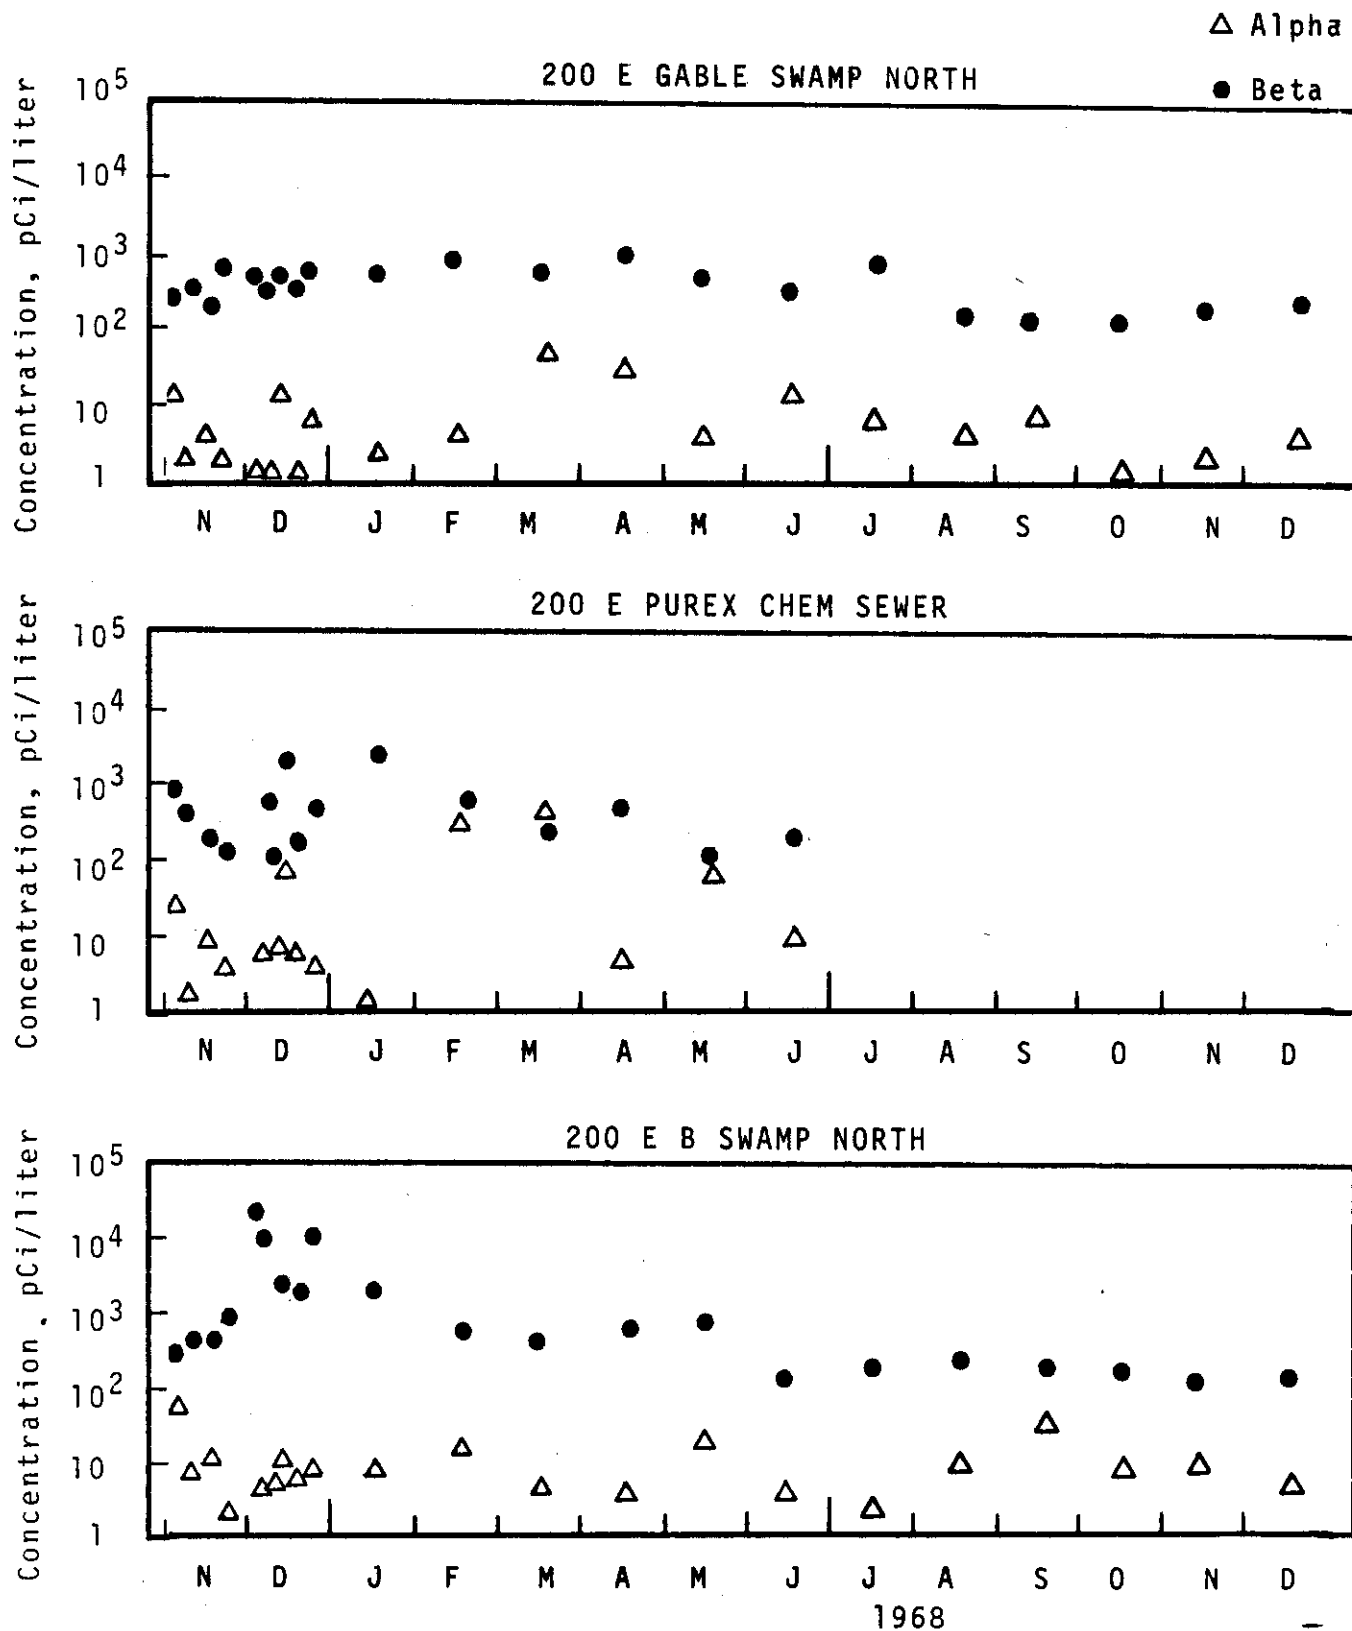 △ Alpha
● Beta
200 E GABLE SWAMP NORTH
Concentration, pCi/liter
10⁵
10⁴
10³
10²
10
1
N D J F M A M J J A S O N D
200 E PUREX CHEM SEWER
Concentration, pCi/liter
10⁵
10⁴
10³
10²
10
1
N D J F M A M J J A S O N D
200 E B SWAMP NORTH
Concentration, pCi/liter
10⁵
10⁴
10³
10²
10
1
N D J F M A M J J A S O N D
1968